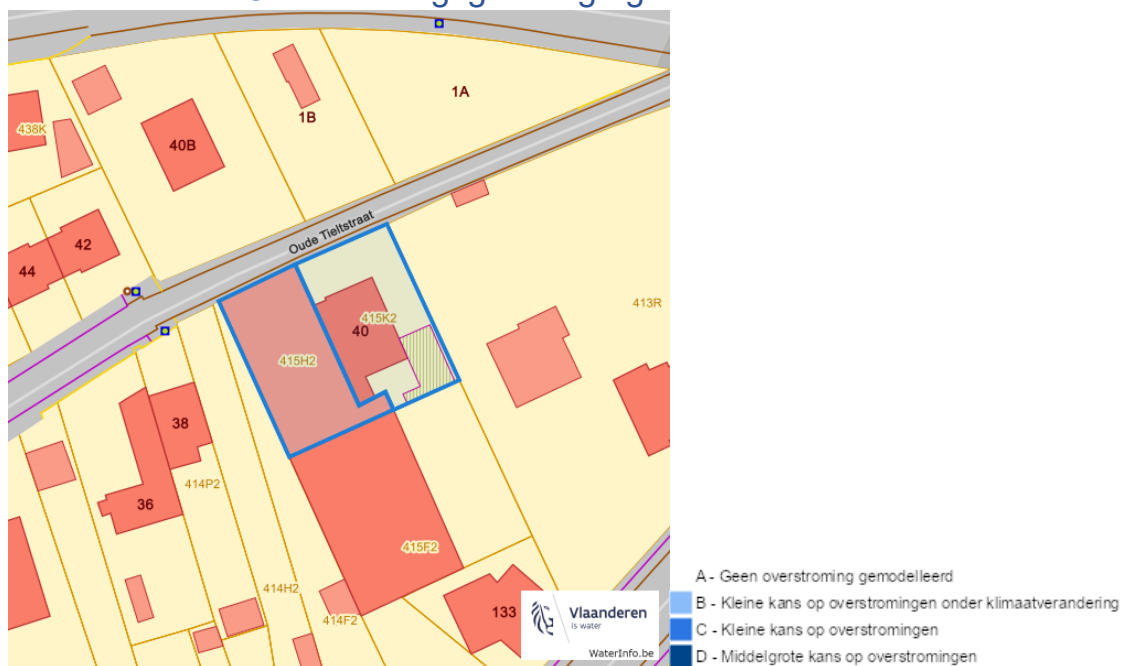 1A
1B
438K
40B
Oude Tieltstraat
42
44
413R
415K2
40
415H2
38
414P2
36
415F2
414H2
414F2
133
Vlaanderen
is water
WaterInfo.be
A - Geen overstroming gemodelleerd
B - Kleine kans op overstromingen onder klimaatverandering
C - Kleine kans op overstromingen
D - Middelgrote kans op overstromingen